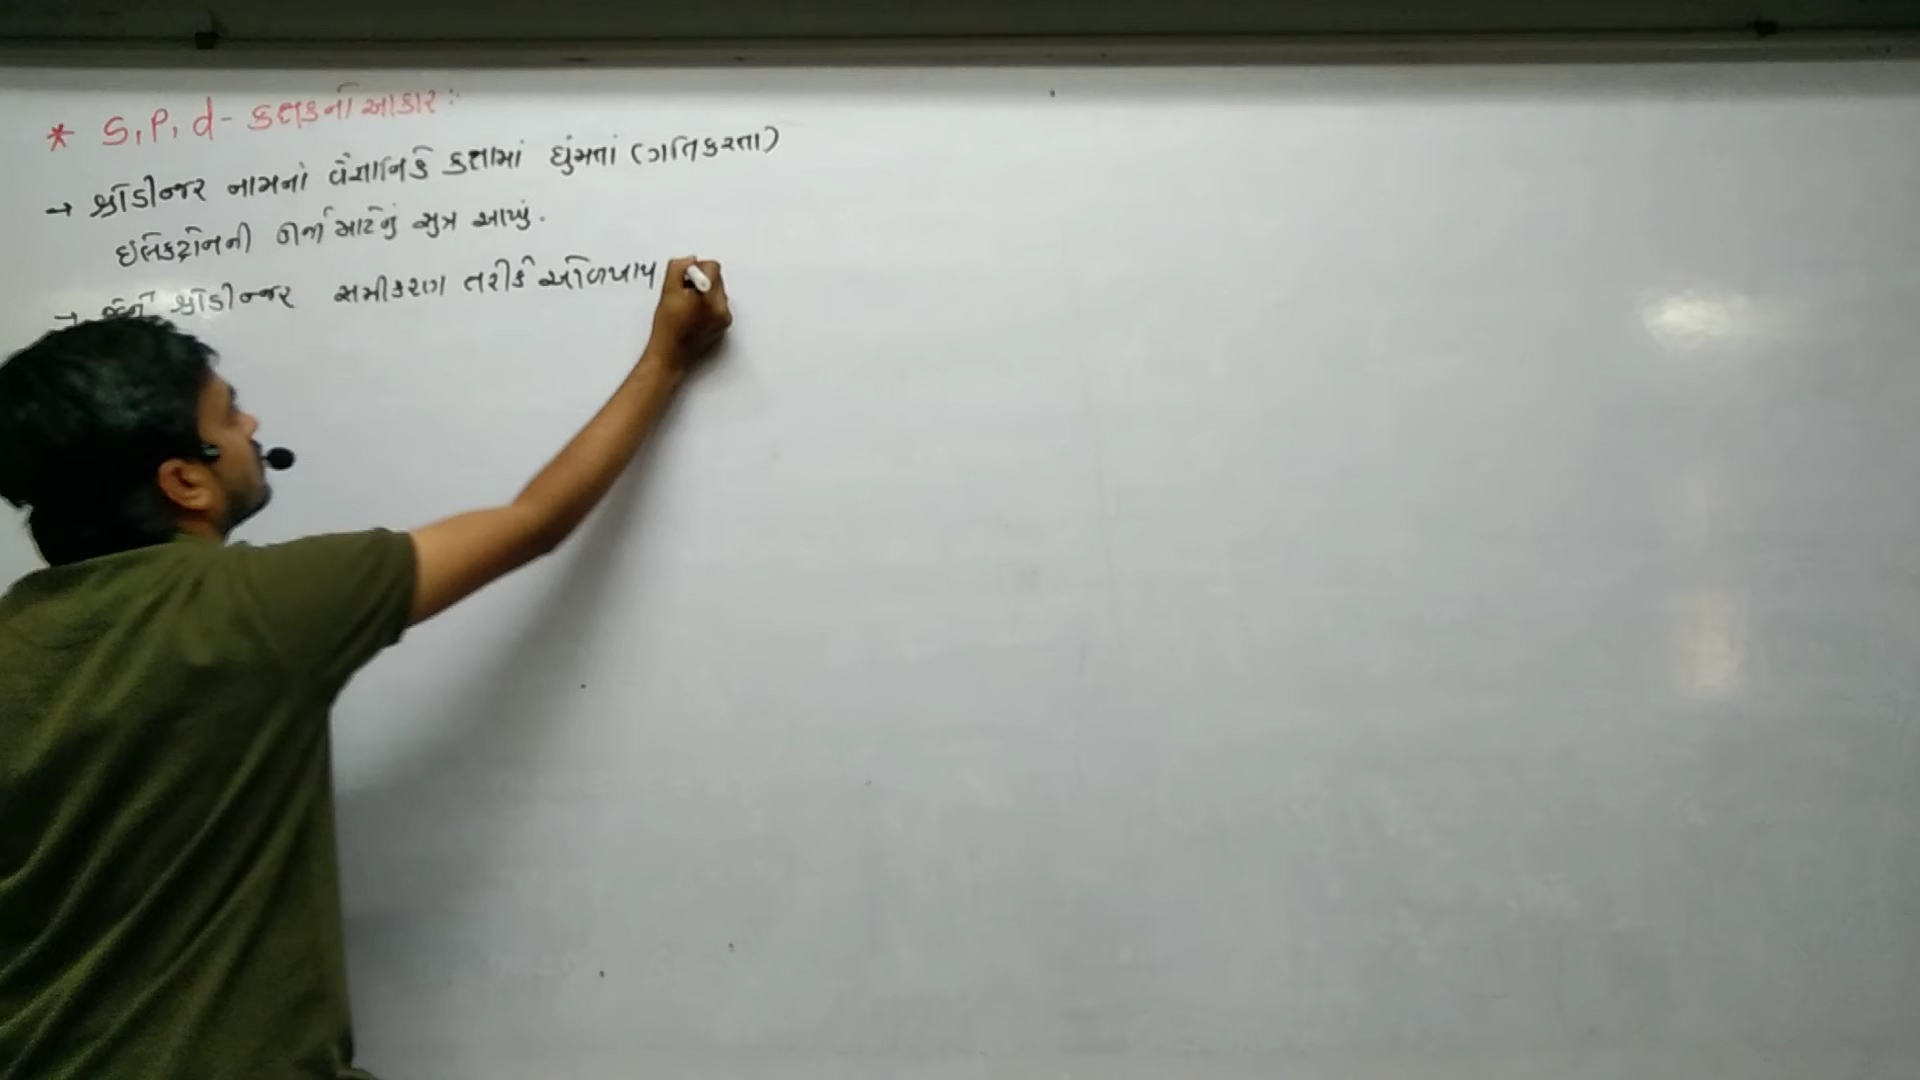 * S, P, d - કક્ષકની આકાર :
→ શ્રોડીન્જર નામનાં વૈજ્ઞાનિકે કક્ષામાં ઘુંમતાં (ગતિકરતા)
ઇલેક્ટ્રોનની ઊર્જા માટેનું સુત્ર આપ્યું.
→ જેને શ્રોડીન્જર સમીકરણ તરીકે ઓળખાય